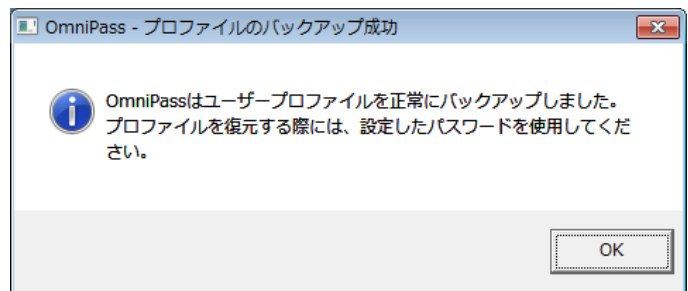 OmniPass - プロファイルのバックアップ成功
OmniPassはユーザープロファイルを正常にバックアップしました。
プロファイルを復元する際には、設定したパスワードを使用してくだ
さい。
OK